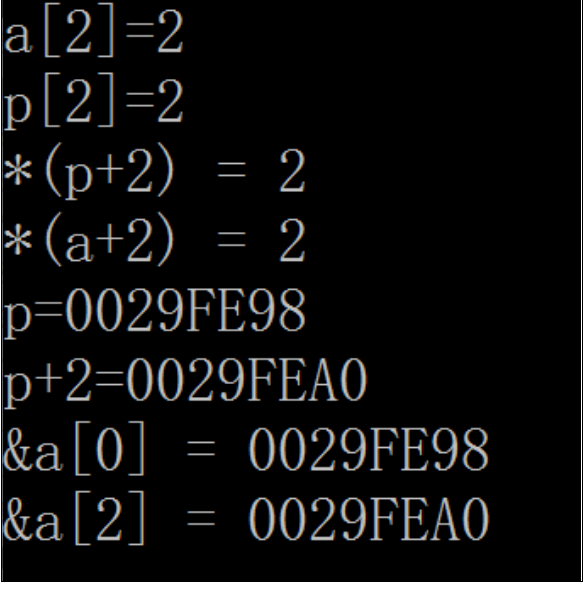 a[2]=2
p[2]=2
*(p+2) = 2
*(a+2) = 2
p=0029FE98
p+2=0029FEA0
&a[0] = 0029FE98
&a[2] = 0029FEA0